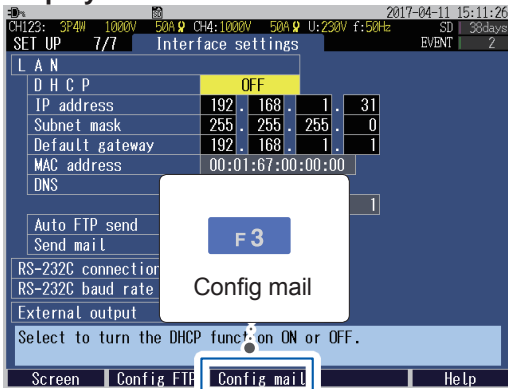 2017-04-11 15:11:26
CH123: 3P4W 1000V 50A CH4:1000V 50A U:230V f:50Hz SD 38days
SET UP 7/7 Interface settings EVENT 2
LAN
DHCP OFF
IP address 192. 168. 1. 31
Subnet mask 255. 255. 255. 0
Default gateway 192. 168. 1. 1
MAC address 00:01:67:00:00:00
DNS
1
Auto FTP send
Send mail
F3
Config mail
RS-232C connection
RS-232C baud rate
External output
Select to turn the DHCP function ON or OFF.
Screen Config FTP Config mail Help